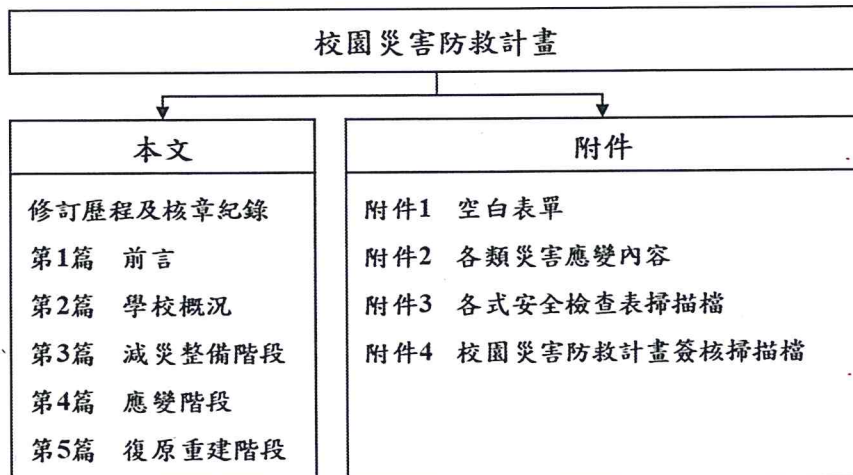 校園災害防救計畫
本文
修訂歷程及核章紀錄
第1篇 前言
第2篇 學校概況
第3篇 減災整備階段
第4篇 應變階段
第5篇 復原重建階段
附件
附件1 空白表單
附件2 各類災害應變內容
附件3 各式安全檢查表掃描檔
附件4 校園災害防救計畫簽核掃描檔